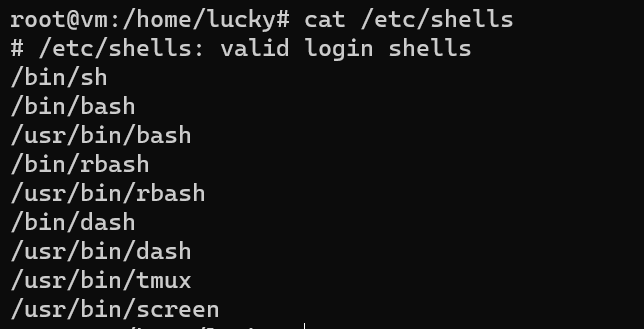 root@vm:/home/lucky# cat /etc/shells
# /etc/shells: valid login shells
/bin/sh
/bin/bash
/usr/bin/bash
/bin/rbash
/usr/bin/rbash
/bin/dash
/usr/bin/dash
/usr/bin/tmux
/usr/bin/screen